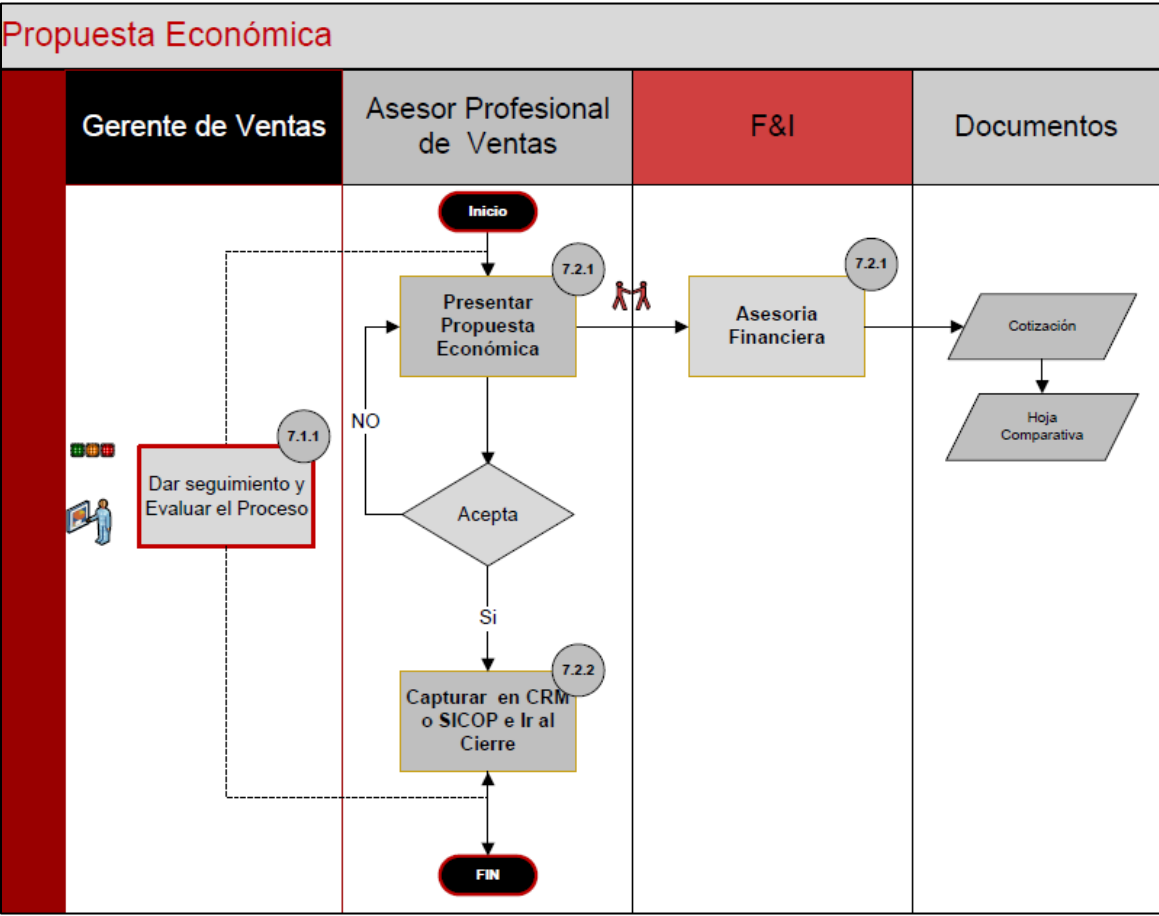 Propuesta Económica
Gerente de Ventas
Asesor Profesional
de Ventas
F&I
Documentos
Inicio
7.2.1
Presentar
Propuesta
Económica
7.2.1
Asesoria
Financiera
Cotización
Hoja
Comparativa
NO
7.1.1
Dar seguimiento y
Evaluar el Proceso
Acepta
Si
7.2.2
Capturar en CRM
o SICOP e Ir al
Cierre
FIN